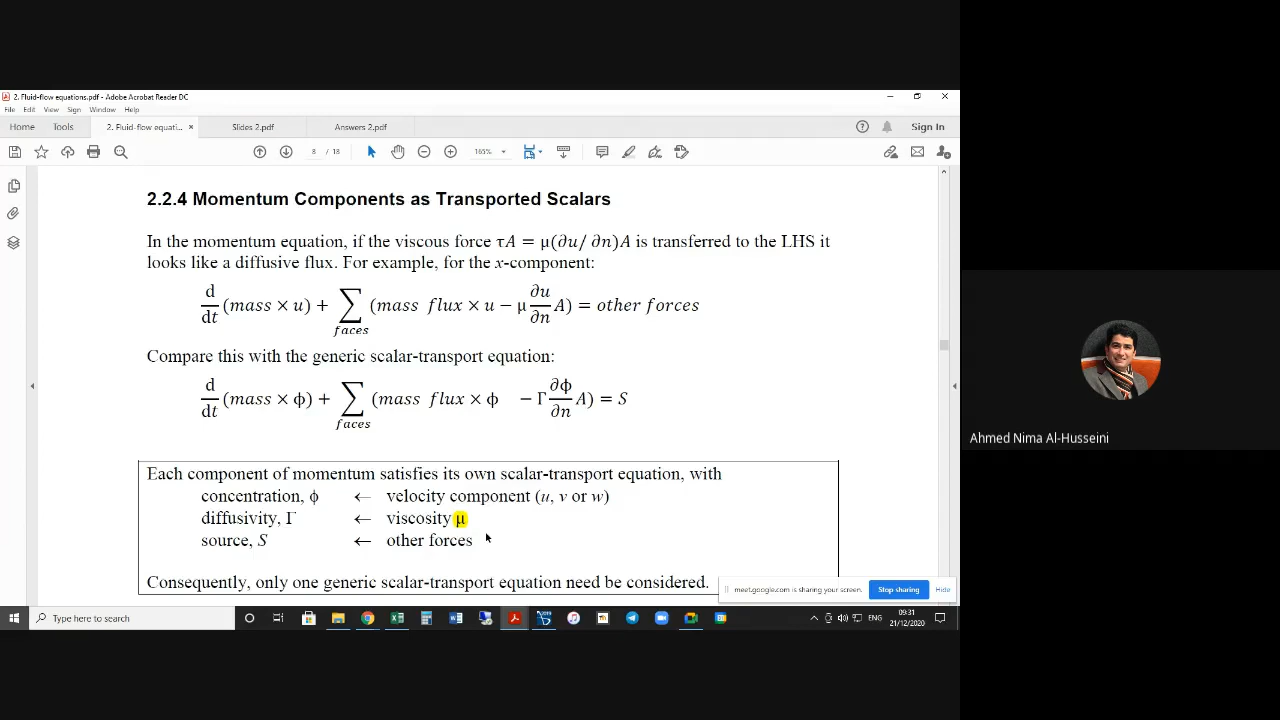 2. Fluid-flow equations.pdf - Adobe Acrobat Reader DC
File Edit View Sign Window Help
Home Tools 2. Fluid-flow equati... × Slides 2.pdf Answers 2.pdf Sign In
8 / 18 165%
2.2.4 Momentum Components as Transported Scalars
In the momentum equation, if the viscous force τA = μ(∂u/ ∂n)A is transferred to the LHS it
looks like a diffusive flux. For example, for the x-component:
d/dt (mass × u) + ∑faces (mass flux × u − μ ∂u/∂n A) = other forces
Compare this with the generic scalar-transport equation:
d/dt (mass × ϕ) + ∑faces (mass flux × ϕ − Γ ∂ϕ/∂n A) = S
Each component of momentum satisfies its own scalar-transport equation, with
concentration, ϕ ← velocity component (u, v or w)
diffusivity, Γ ← viscosity μ
source, S ← other forces
Consequently, only one generic scalar-transport equation need be considered.
meet.google.com is sharing your screen. Stop sharing Hide
Type here to search
ENG 09:31
21/12/2020
Ahmed Nima Al-Husseini